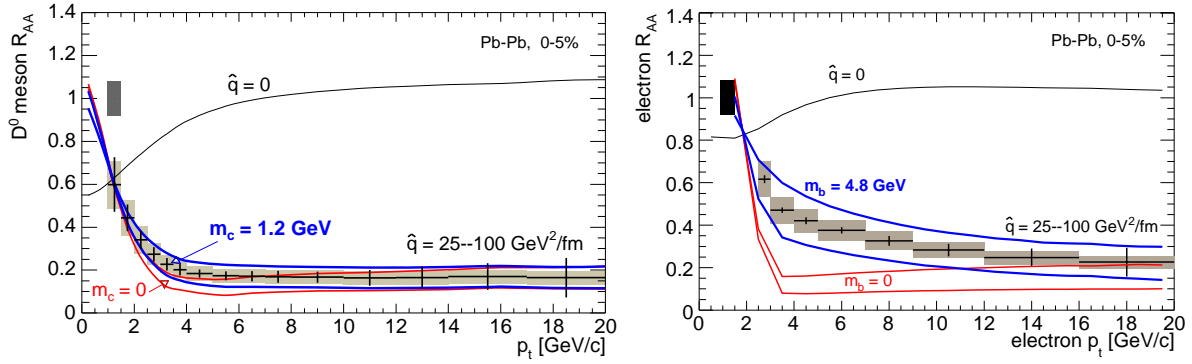 D⁰ meson R_AA
1.4
1.2
1
0.8
0.6
0.4
0.2
0
Pb-Pb, 0-5%
q̂ = 0
m_c = 1.2 GeV
q̂ = 25--100 GeV²/fm
m_c = 0
0 2 4 6 8 10 12 14 16 18 20
p_t [GeV/c]
electron R_AA
1.4
1.2
1
0.8
0.6
0.4
0.2
0
Pb-Pb, 0-5%
q̂ = 0
m_b = 4.8 GeV
q̂ = 25--100 GeV²/fm
m_b = 0
0 2 4 6 8 10 12 14 16 18 20
electron p_t [GeV/c]